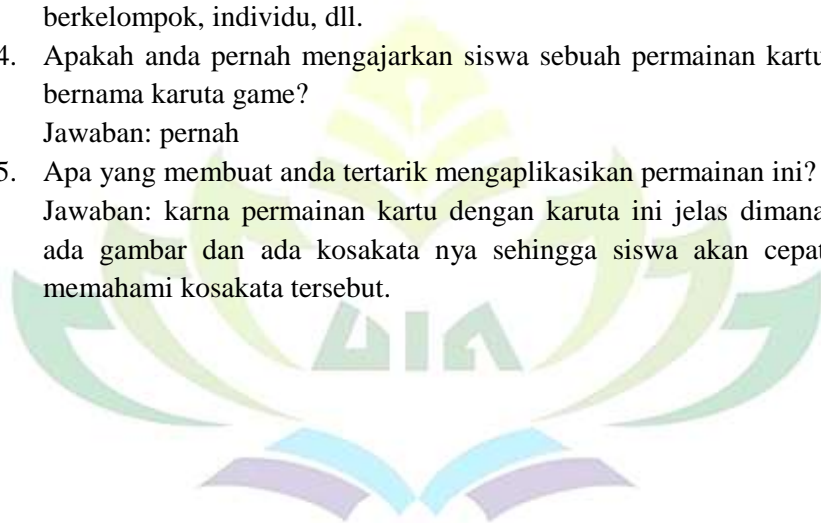 berkelompok, individu, dll.
4. Apakah anda pernah mengajarkan siswa sebuah permainan kartu
bernama karuta game?
Jawaban: pernah
5. Apa yang membuat anda tertarik mengaplikasikan permainan ini?
Jawaban: karna permainan kartu dengan karuta ini jelas dimana
ada gambar dan ada kosakata nya sehingga siswa akan cepat
memahami kosakata tersebut.
UIN